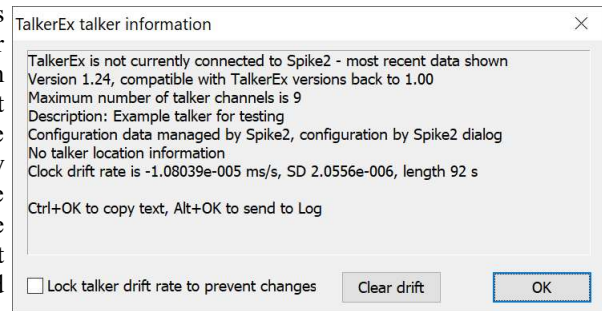 TalkerEx talker information
TalkerEx is not currently connected to Spike2 - most recent data shown
Version 1.24, compatible with TalkerEx versions back to 1.00
Maximum number of talker channels is 9
Description: Example talker for testing
Configuration data managed by Spike2, configuration by Spike2 dialog
No talker location information
Clock drift rate is -1.08039e-005 ms/s, SD 2.0556e-006, length 92 s
Ctrl+OK to copy text, Alt+OK to send to Log
Lock talker drift rate to prevent changes
Clear drift
OK